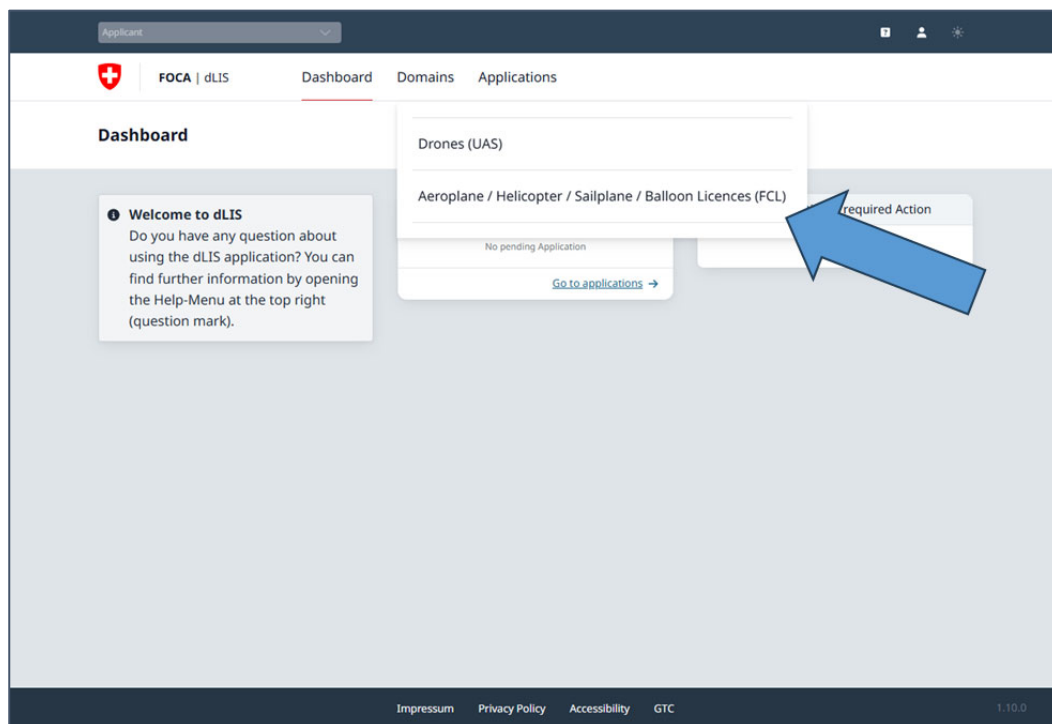 Applicant
FOCA | dLIS
Dashboard
Domains
Applications
Dashboard
Drones (UAS)
Aeroplane / Helicopter / Sailplane / Balloon Licences (FCL)
Welcome to dLIS
Do you have any question about
using the dLIS application? You can
find further information by opening
the Help-Menu at the top right
(question mark).
No pending Application
Go to applications →
required Action
Impressum
Privacy Policy
Accessibility
GTC
1.10.0